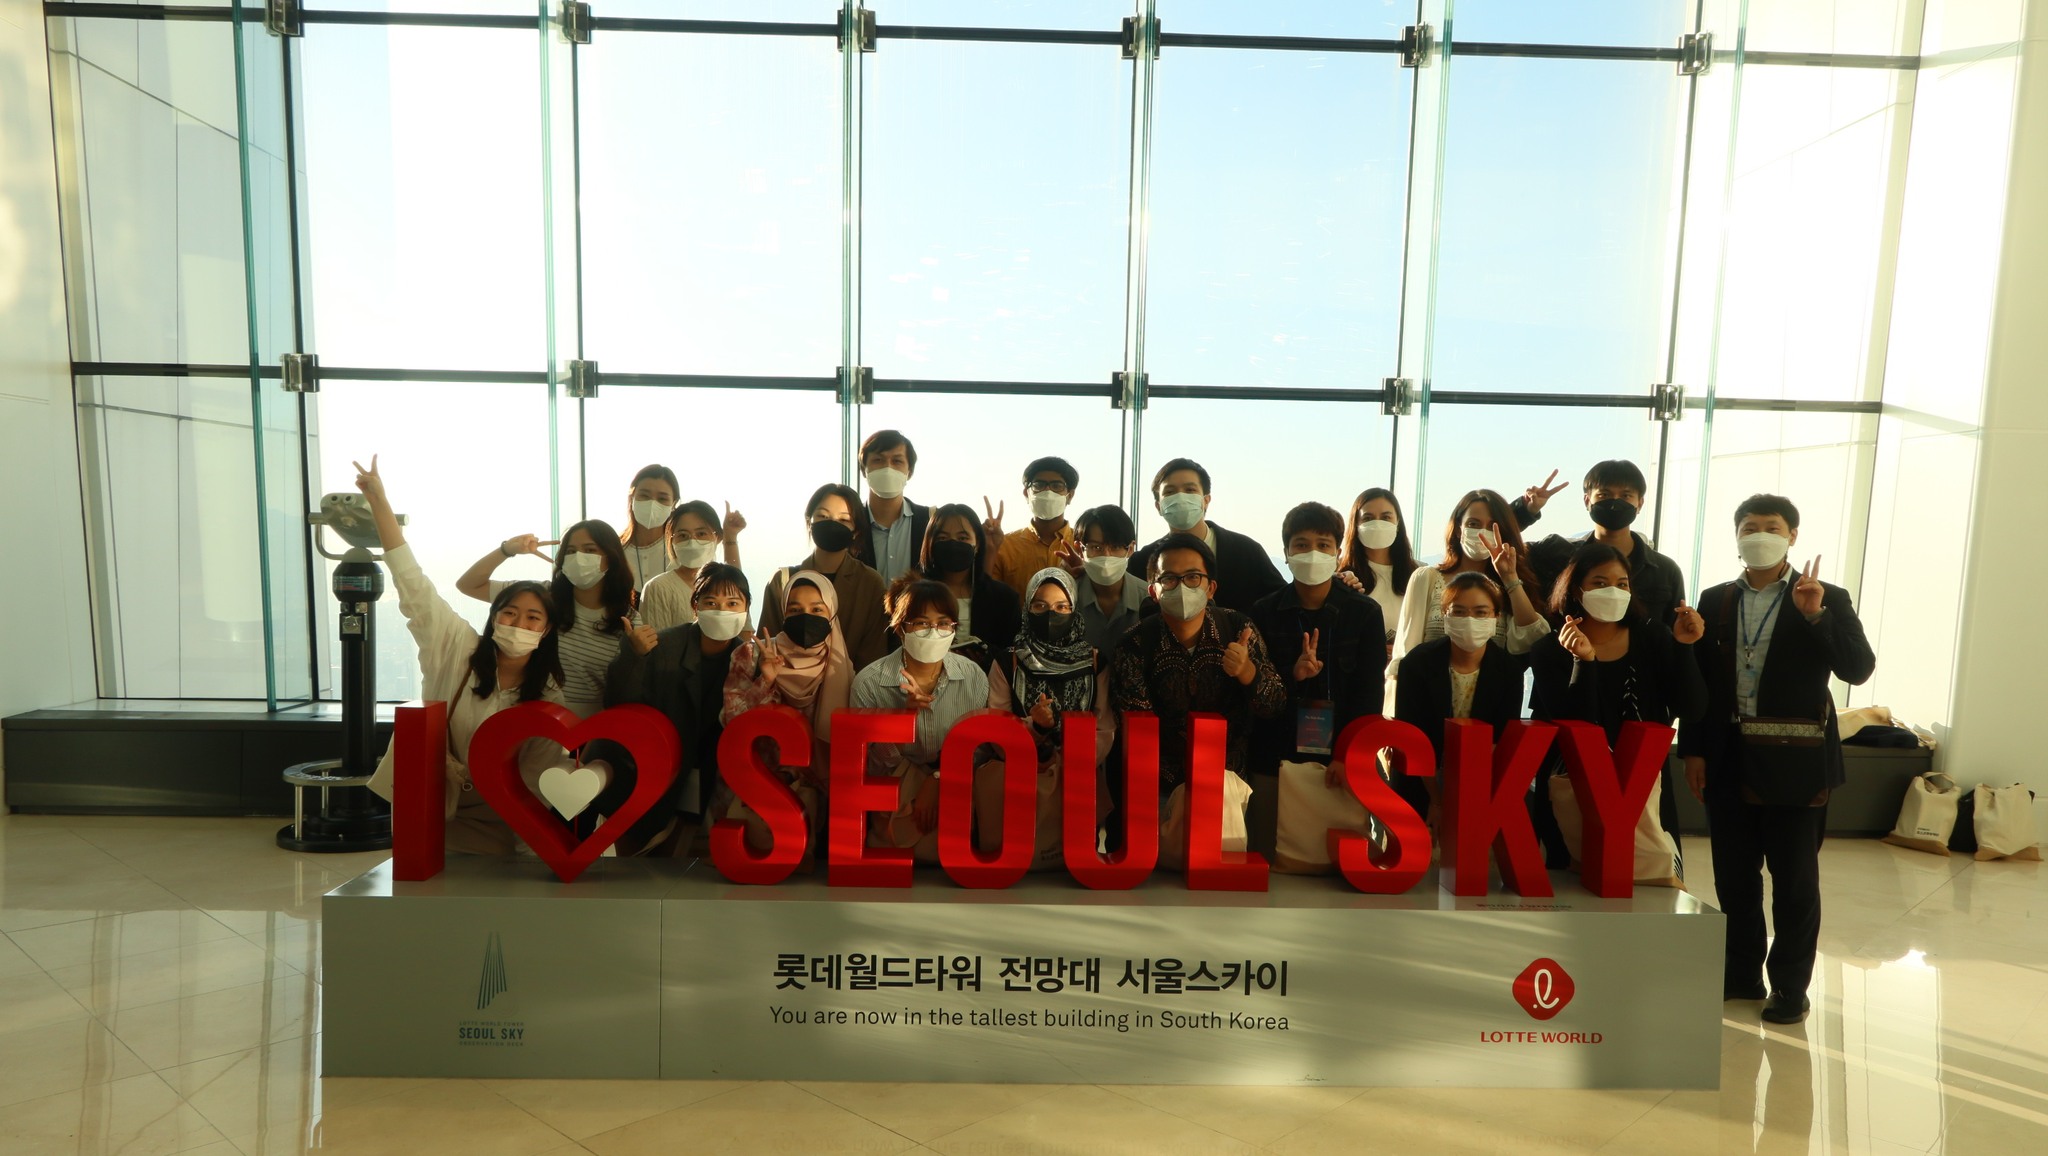 I SEOUL SKY
롯데월드타워 전망대 서울스카이
You are now in the tallest building in South Korea
LOTTE WORLD TOWER
SEOUL SKY
OBSERVATION DECK
LOTTE WORLD